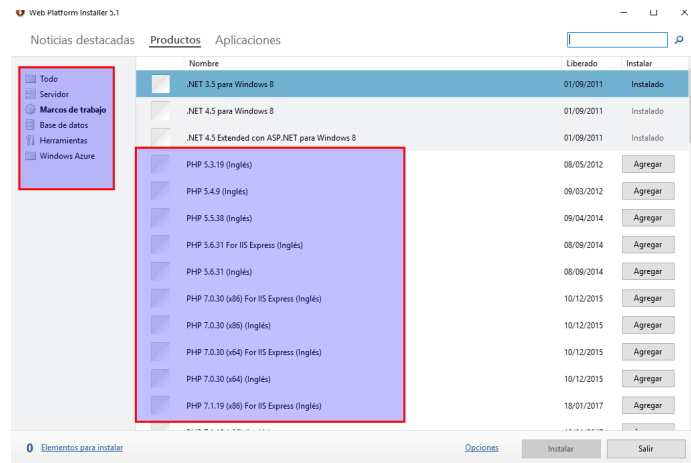 Web Platform Installer 5.1
Noticias destacadas Productos Aplicaciones
Nombre Liberado Instalar
Todo
Servidor
Marcos de trabajo
Base de datos
Herramientas
Windows Azure
.NET 3.5 para Windows 8 01/09/2011 Instalado
.NET 4.5 para Windows 8 01/09/2011 Instalado
.NET 4.5 Extended con ASP.NET para Windows 8 01/09/2011 Instalado
PHP 5.3.19 (Inglés) 08/05/2012 Agregar
PHP 5.4.9 (Inglés) 09/03/2012 Agregar
PHP 5.5.38 (Inglés) 09/04/2014 Agregar
PHP 5.6.31 For IIS Express (Inglés) 08/09/2014 Agregar
PHP 5.6.31 (Inglés) 08/09/2014 Agregar
PHP 7.0.30 (x86) For IIS Express (Inglés) 10/12/2015 Agregar
PHP 7.0.30 (x86) (Inglés) 10/12/2015 Agregar
PHP 7.0.30 (x64) For IIS Express (Inglés) 10/12/2015 Agregar
PHP 7.0.30 (x64) (Inglés) 10/12/2015 Agregar
PHP 7.1.19 (x86) For IIS Express (Inglés) 18/01/2017 Agregar
0 Elementos para instalar Opciones Instalar Salir